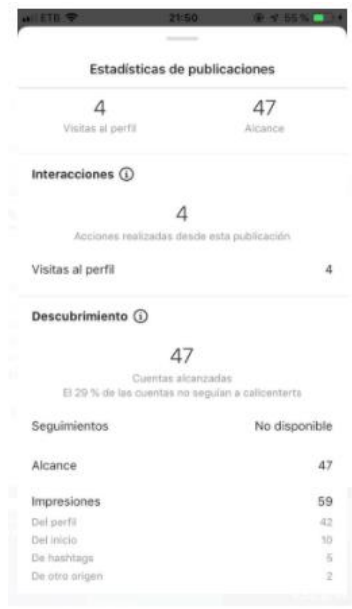 ETB 21:50 55 %
Estadísticas de publicaciones
4 47
Visitas al perfil Alcance
Interacciones
4
Acciones realizadas desde esta publicación
Visitas al perfil 4
Descubrimiento
47
Cuentas alcanzadas
El 29 % de las cuentas no seguían a callcenterts
Seguimientos No disponible
Alcance 47
Impresiones 59
Del perfil 42
Del inicio 10
De hashtags 5
De otro origen 2